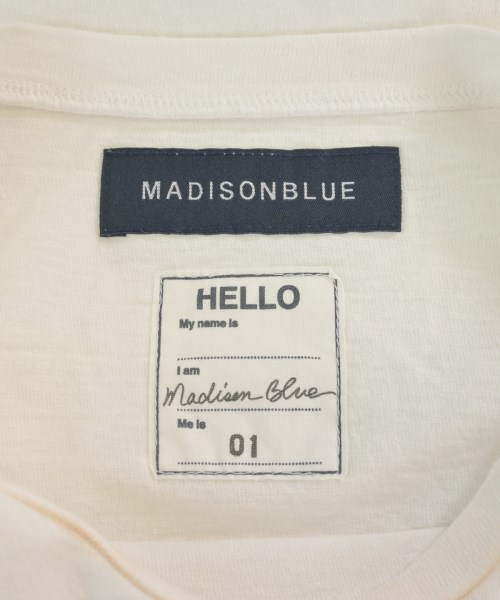 MADISONBLUE
HELLO
My name is
I am
Madison Blue
Me is
01